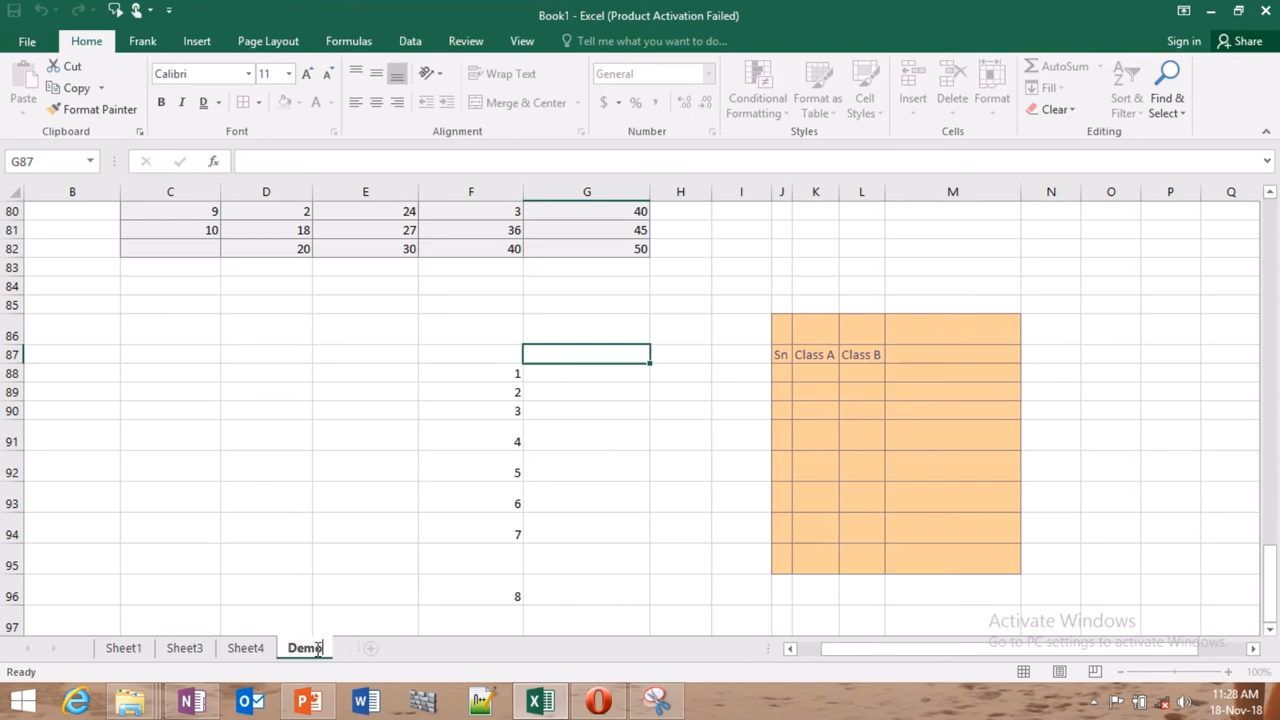 Book1 - Excel (Product Activation Failed)
File Home Frank Insert Page Layout Formulas Data Review View Tell me what you want to do... Sign in Share
Paste Cut Copy Format Painter
Calibri 11
B I D
Wrap Text
Merge & Center
General
$ % ,
Conditional Formatting
Format as Table
Cell Styles
Insert Delete Format
AutoSum
Fill
Clear
Sort & Filter
Find & Select
Clipboard Font Alignment Number Styles Cells Editing
G87 fx
B C D E F G H I J K L M N O P Q
80 9 2 24 3 40
81 10 18 27 36 45
82 20 30 40 50
83
84
85
86
87 Sn Class A Class B
88 1
89 2
90 3
91 4
92 5
93 6
94 7
95
96 8
97
Activate Windows
Go to PC settings to activate Windows.
Sheet1 Sheet3 Sheet4 Demo
Ready 100%
11:28 AM
18-Nov-18